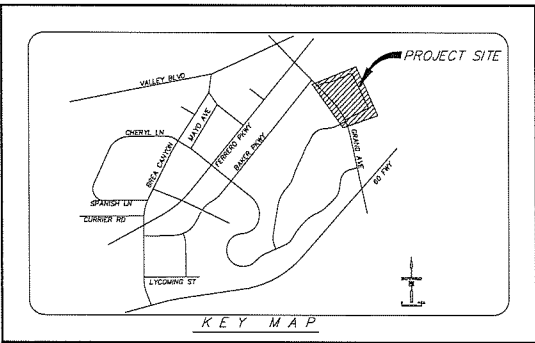 PROJECT SITE
VALLEY BLVD
MAYO AVE
CHERYL LN
FERRERO PKWY
BREA CANYON
BAKER PKWY
GRAND AVE
60 FWY
SPANISH LN
CURRIER RD
LYCOMING ST
KEY MAP